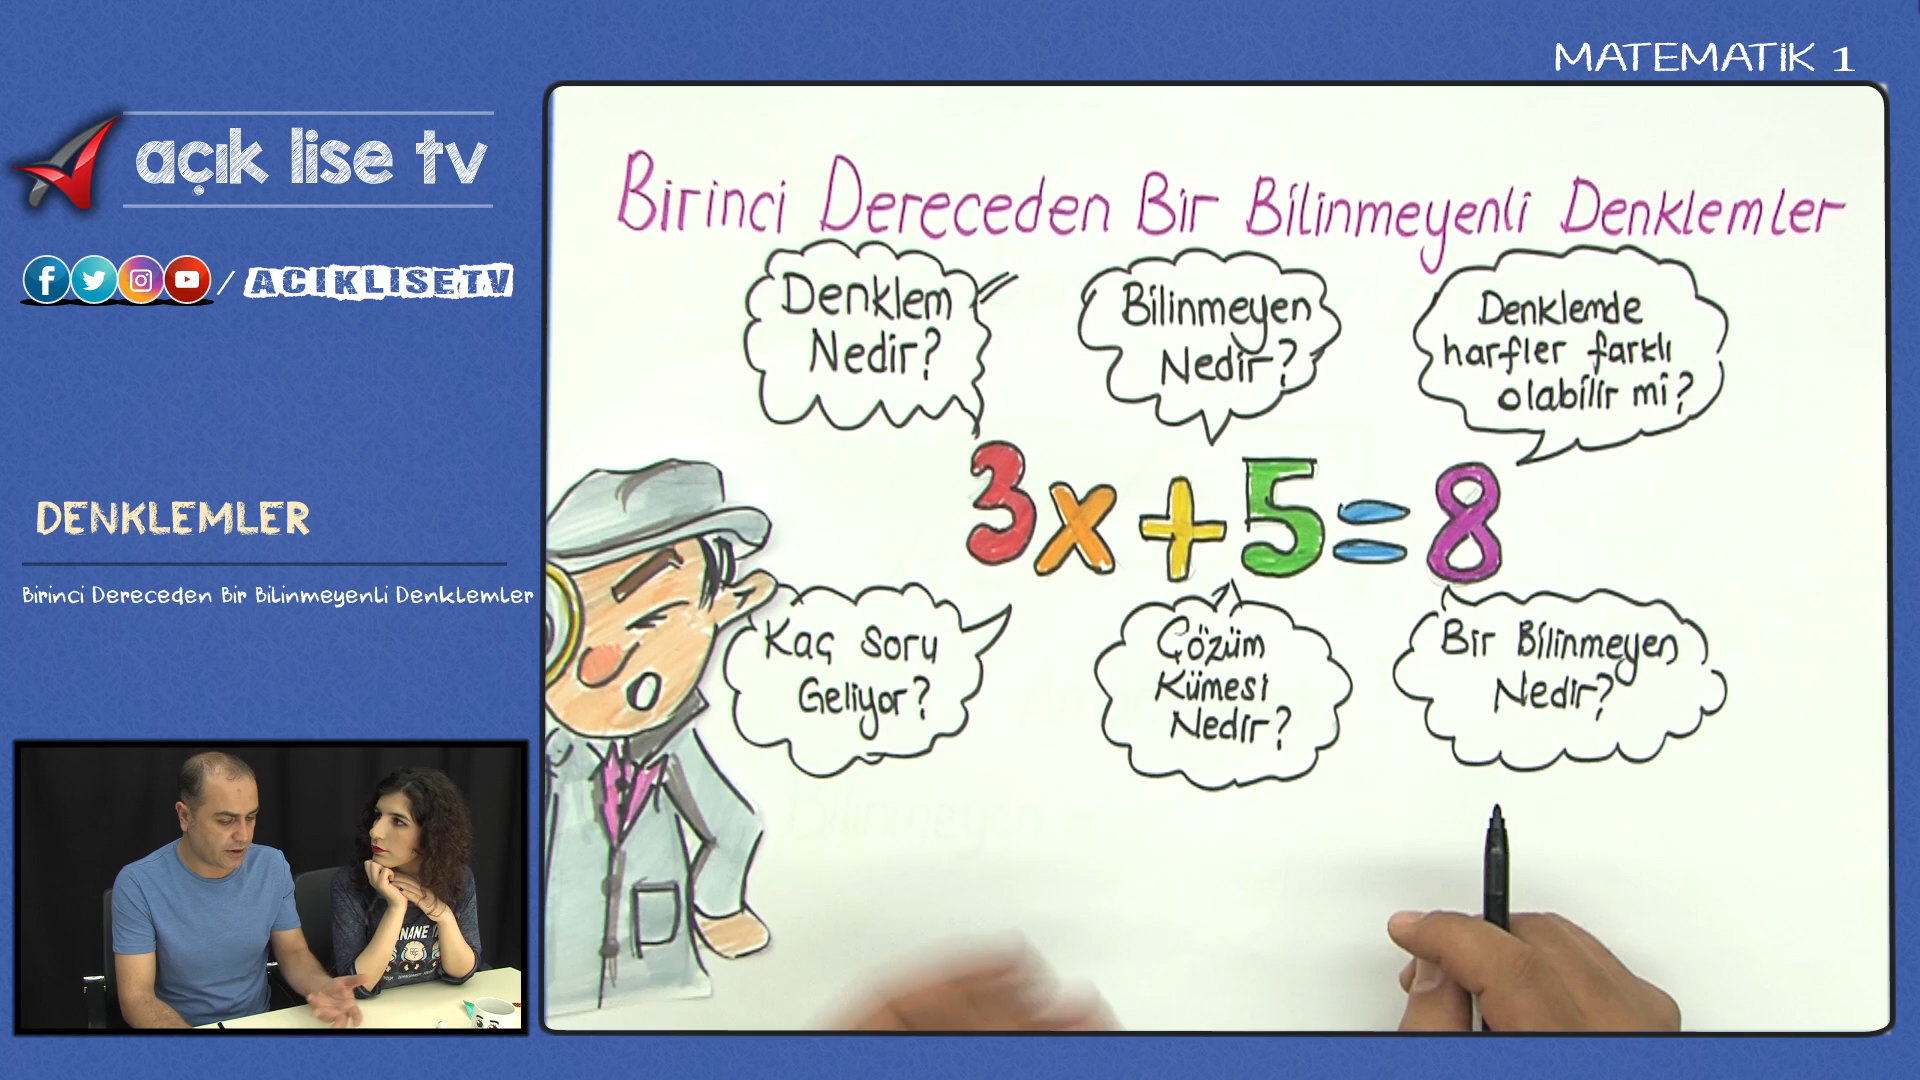 MATEMATİK 1
açık lise tv
/ ACIKLISETV
DENKLEMLER
Birinci Dereceden Bir Bilinmeyenli Denklemler
Birinci Dereceden Bir Bilinmeyenli Denklemler
Denklem
Nedir?
Bilinmeyen
Nedir?
Denklemde
harfler farklı
olabilir mi?
3x+5=8
Kaç Soru
Geliyor?
Çözüm
Kümesi
Nedir?
Bir Bilinmeyen
Nedir?